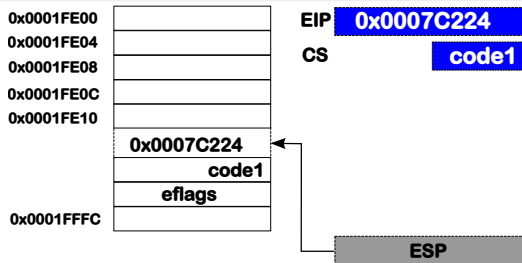 0x0001FE00
EIP 0x0007C224
0x0001FE04
CS code1
0x0001FE08
0x0001FE0C
0x0001FE10
0x0007C224
code1
eflags
0x0001FFFC
ESP